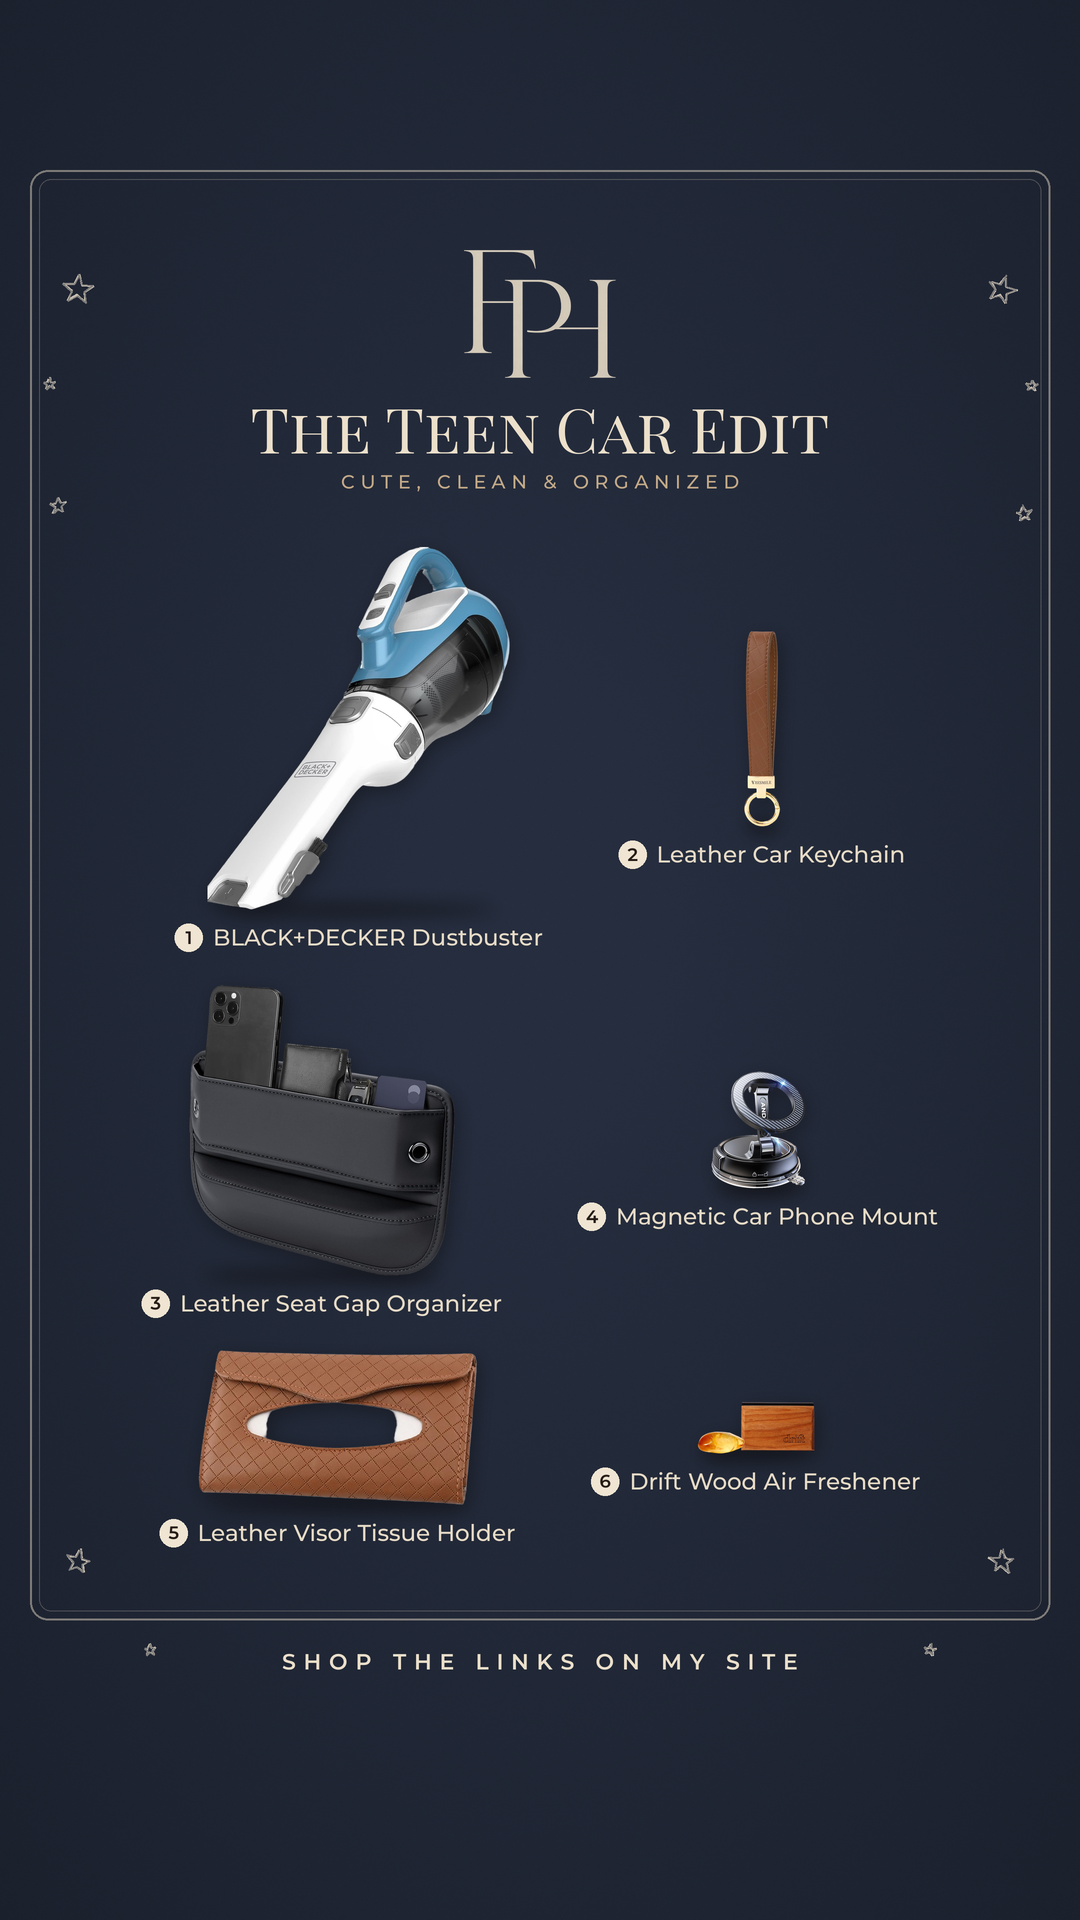 FPH
THE TEEN CAR EDIT
CUTE, CLEAN & ORGANIZED
BLACK+
DECKER
1 BLACK+DECKER Dustbuster
2 Leather Car Keychain
3 Leather Seat Gap Organizer
4 Magnetic Car Phone Mount
5 Leather Visor Tissue Holder
6 Drift Wood Air Freshener
SHOP THE LINKS ON MY SITE